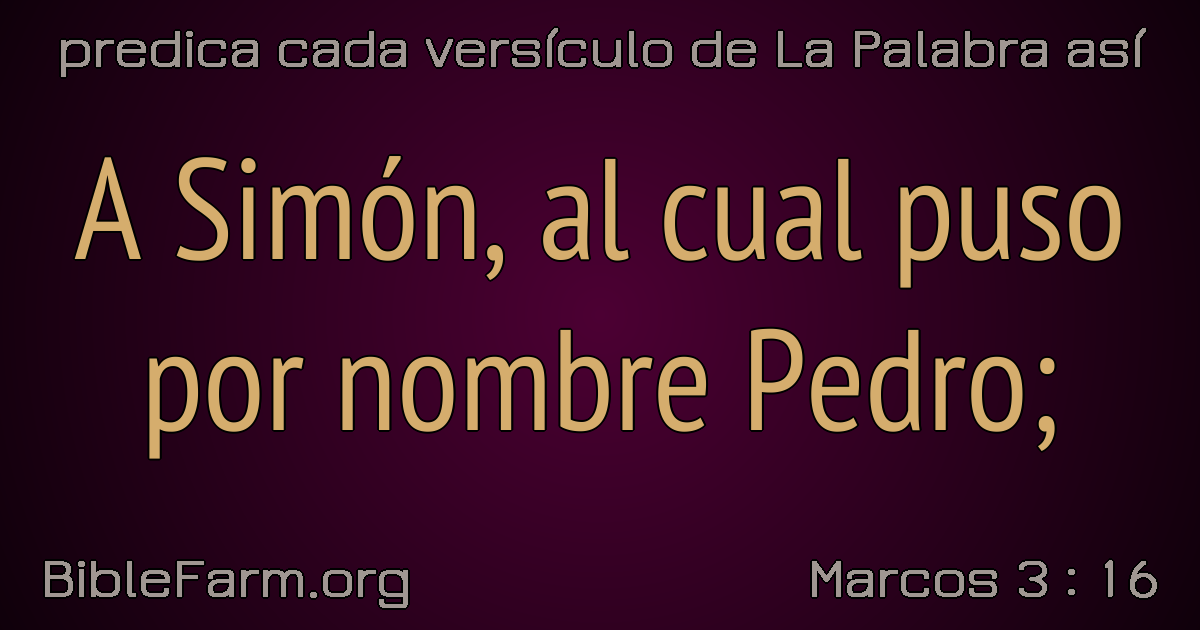 predica cada versículo de La Palabra así
A Simón, al cual puso
por nombre Pedro;
BibleFarm.org
Marcos 3 : 16